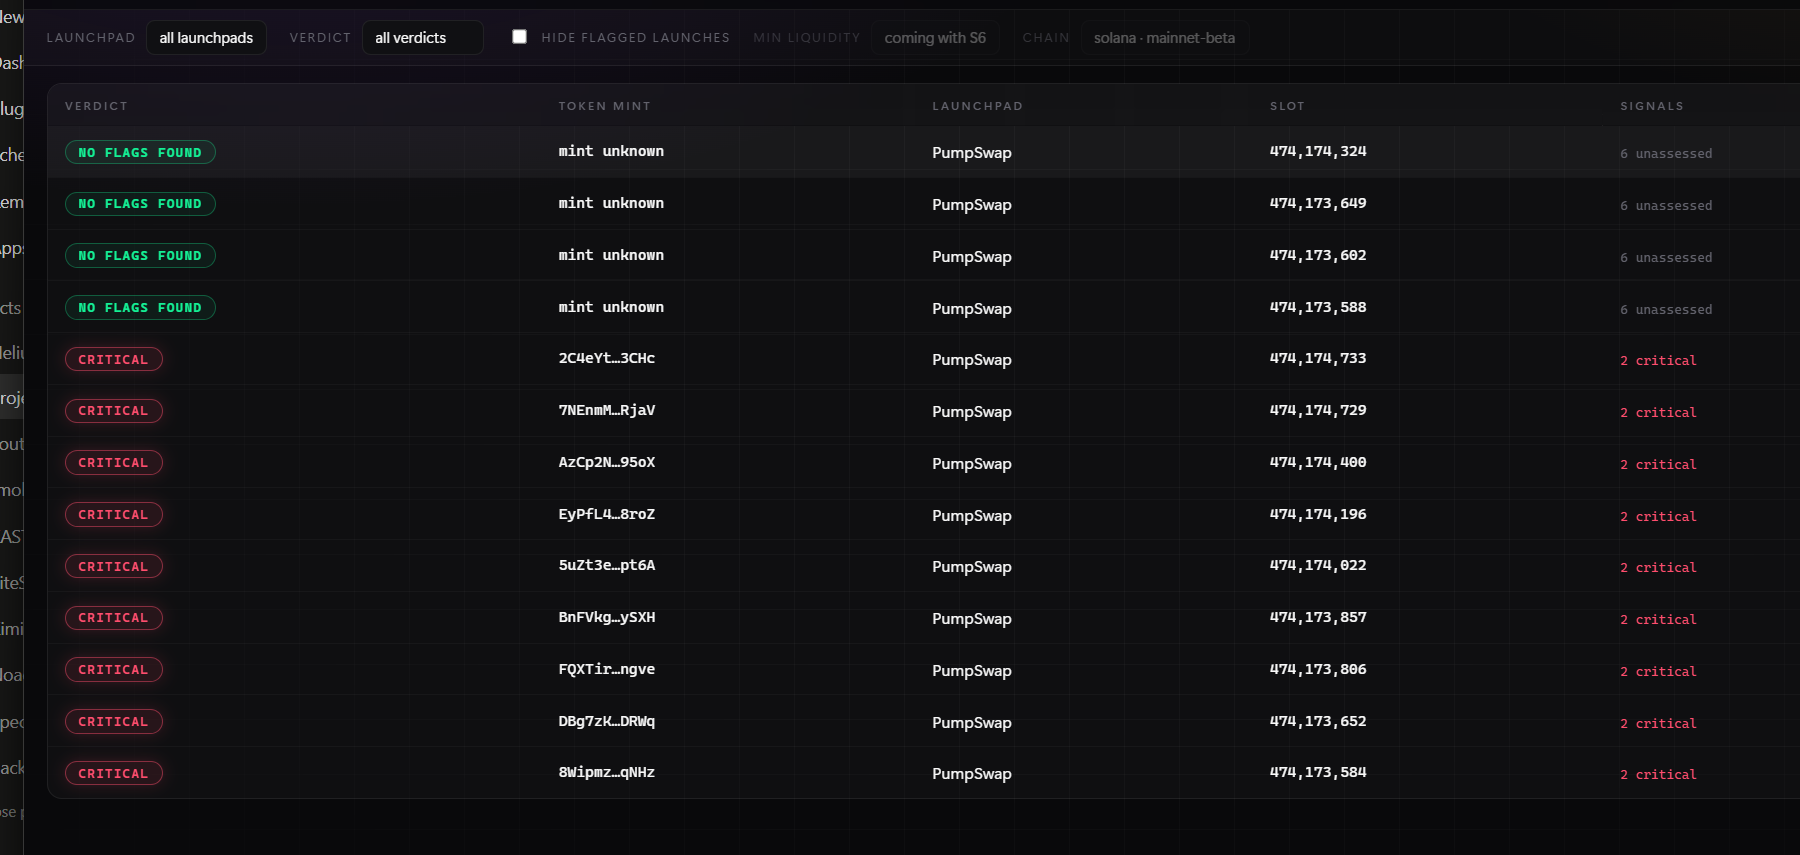 LAUNCHPAD all launchpads VERDICT all verdicts HIDE FLAGGED LAUNCHES MIN LIQUIDITY coming with S6 CHAIN solana · mainnet-beta
VERDICT TOKEN MINT LAUNCHPAD SLOT SIGNALS
NO FLAGS FOUND mint unknown PumpSwap 474,174,324 6 unassessed
NO FLAGS FOUND mint unknown PumpSwap 474,173,649 6 unassessed
NO FLAGS FOUND mint unknown PumpSwap 474,173,602 6 unassessed
NO FLAGS FOUND mint unknown PumpSwap 474,173,588 6 unassessed
CRITICAL 2C4eYt…3CHc PumpSwap 474,174,733 2 critical
CRITICAL 7NEnmM…RjaV PumpSwap 474,174,729 2 critical
CRITICAL AzCp2N…95oX PumpSwap 474,174,400 2 critical
CRITICAL EyPfL4…8roZ PumpSwap 474,174,196 2 critical
CRITICAL 5uZt3e…pt6A PumpSwap 474,174,022 2 critical
CRITICAL BnFVkg…ySXH PumpSwap 474,173,857 2 critical
CRITICAL FQXTir…ngve PumpSwap 474,173,806 2 critical
CRITICAL DBg7zK…DRWq PumpSwap 474,173,652 2 critical
CRITICAL 8Wipmz…qNHz PumpSwap 474,173,584 2 critical